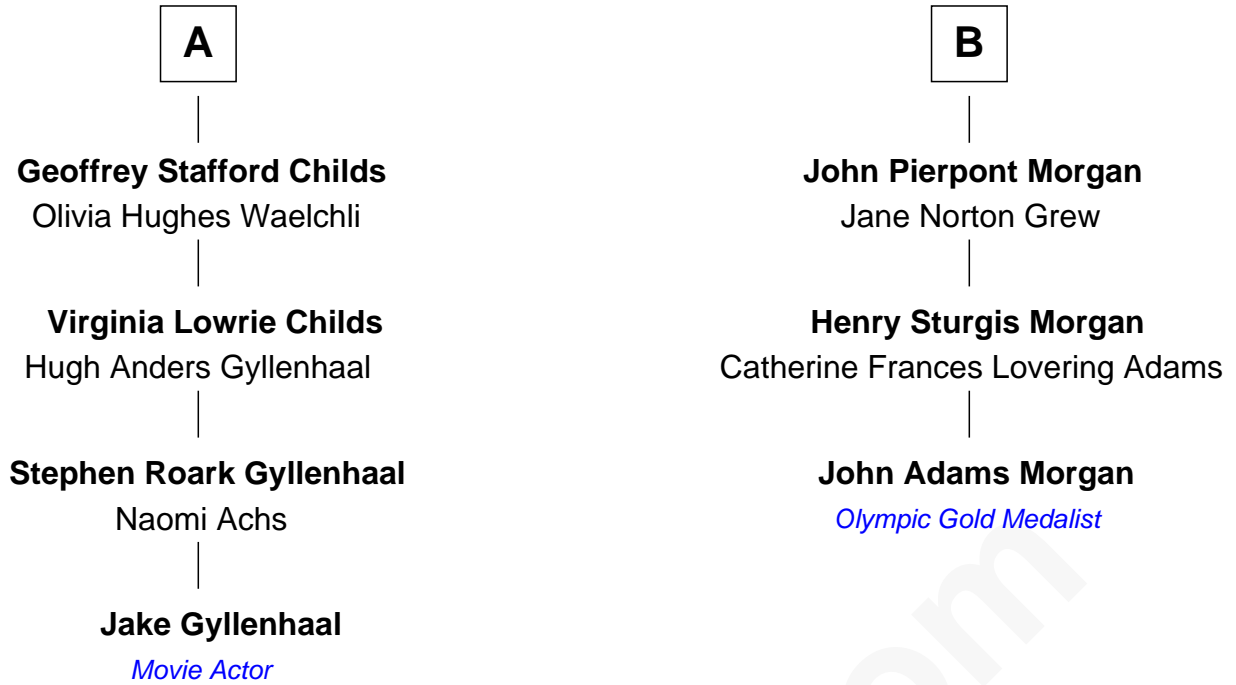 A
Geoffrey Stafford Childs
Olivia Hughes Waelchli
Virginia Lowrie Childs
Hugh Anders Gyllenhaal
Stephen Roark Gyllenhaal
Naomi Achs
Jake Gyllenhaal
Movie Actor
B
John Pierpont Morgan
Jane Norton Grew
Henry Sturgis Morgan
Catherine Frances Lovering Adams
John Adams Morgan
Olympic Gold Medalist
om